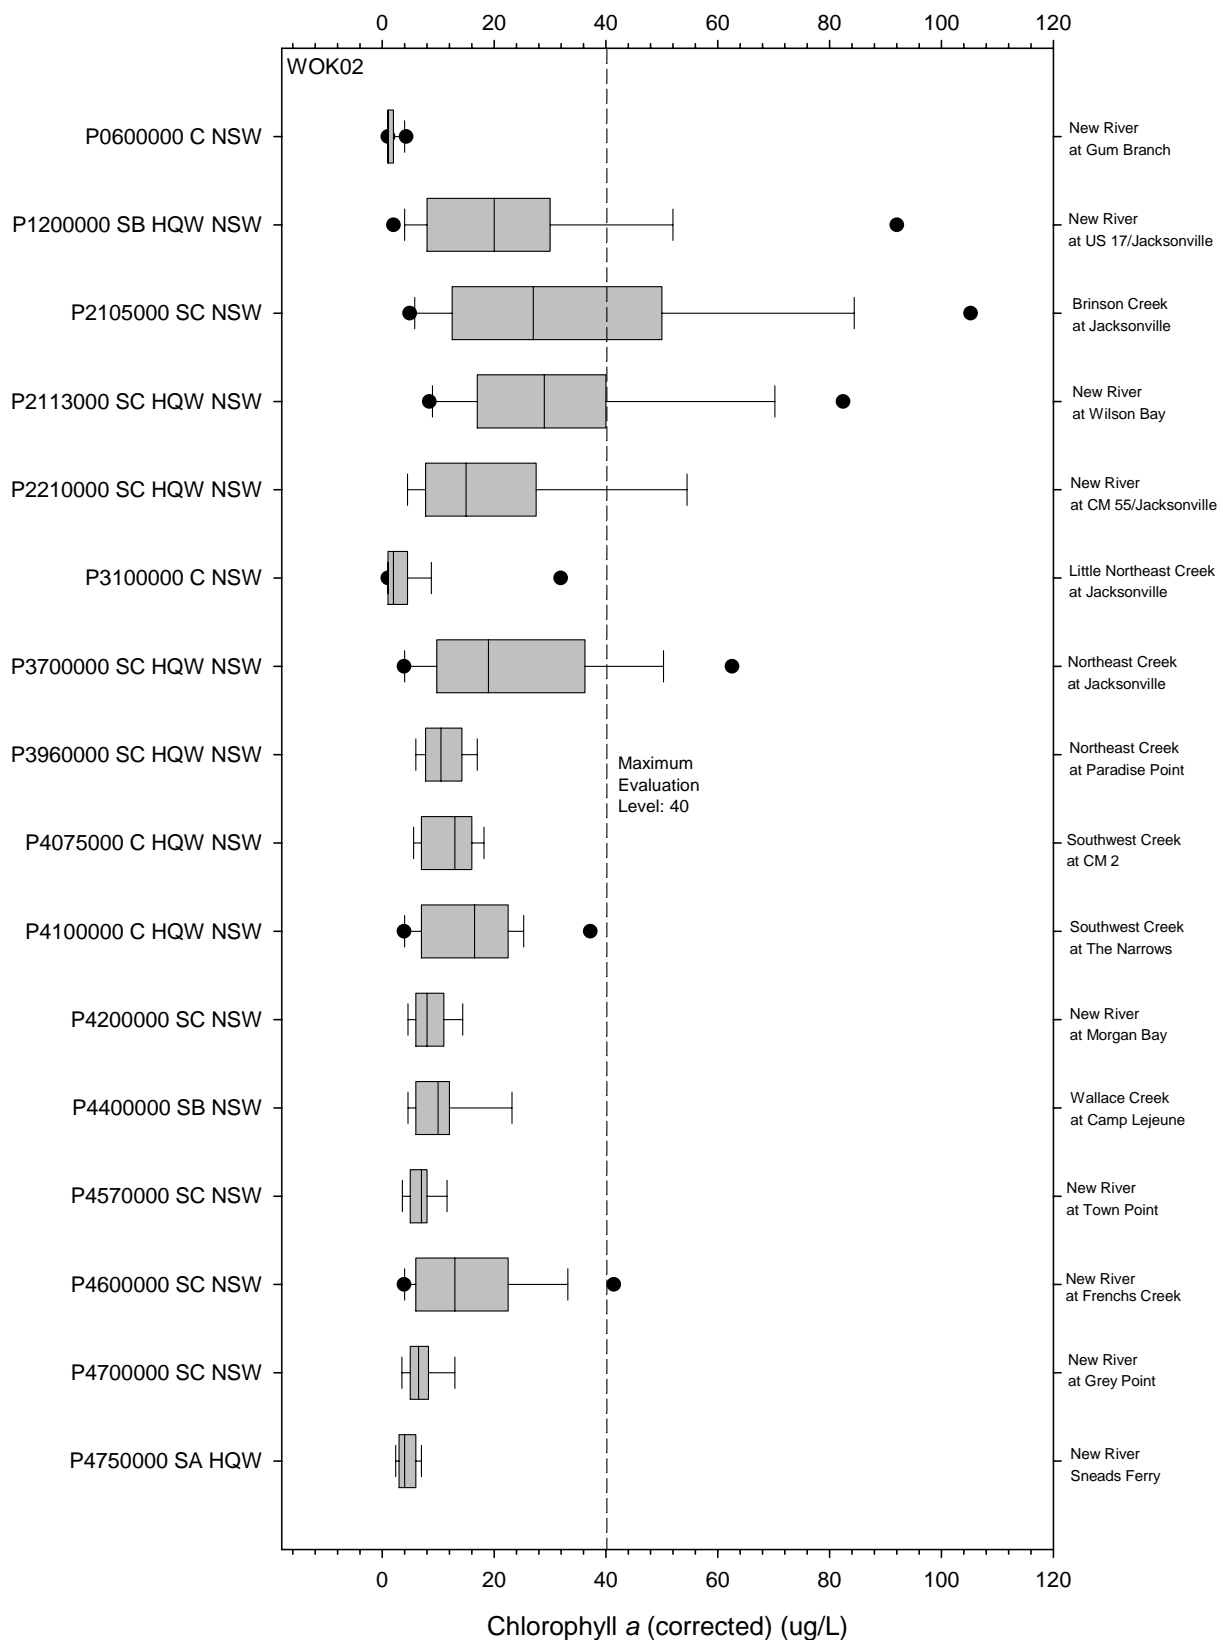 0 20 40 60 80 100 120
WOK02
P0600000 C NSW
New River
at Gum Branch
P1200000 SB HQW NSW
New River
at US 17/Jacksonville
P2105000 SC NSW
Brinson Creek
at Jacksonville
P2113000 SC HQW NSW
New River
at Wilson Bay
P2210000 SC HQW NSW
New River
at CM 55/Jacksonville
P3100000 C NSW
Little Northeast Creek
at Jacksonville
P3700000 SC HQW NSW
Northeast Creek
at Jacksonville
P3960000 SC HQW NSW
Northeast Creek
at Paradise Point
Maximum
Evaluation
Level: 40
P4075000 C HQW NSW
Southwest Creek
at CM 2
P4100000 C HQW NSW
Southwest Creek
at The Narrows
P4200000 SC NSW
New River
at Morgan Bay
P4400000 SB NSW
Wallace Creek
at Camp Lejeune
P4570000 SC NSW
New River
at Town Point
P4600000 SC NSW
New River
at Frenchs Creek
P4700000 SC NSW
New River
at Grey Point
P4750000 SA HQW
New River
Sneads Ferry
0 20 40 60 80 100 120
Chlorophyll a (corrected) (ug/L)